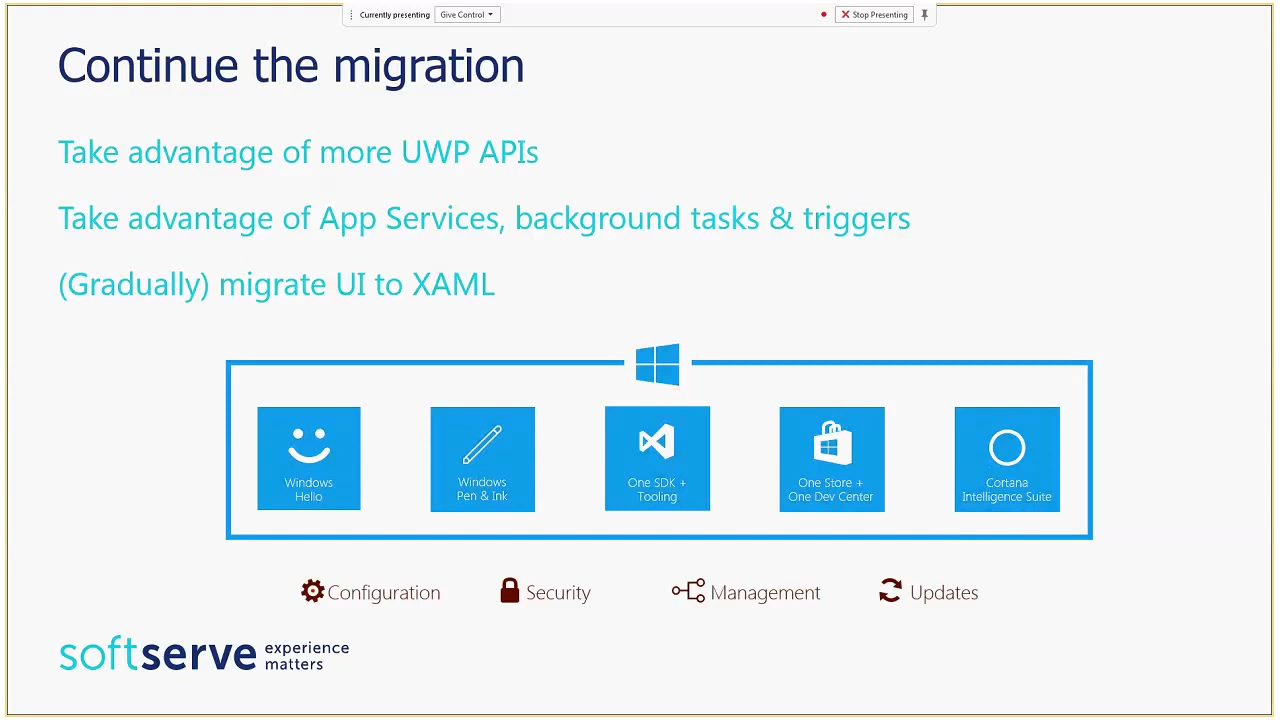 Currently presenting Give Control Stop Presenting
Continue the migration
Take advantage of more UWP APIs
Take advantage of App Services, background tasks & triggers
(Gradually) migrate UI to XAML
Windows
Hello
Windows
Pen & Ink
One SDK +
Tooling
One Store +
One Dev Center
Cortana
Intelligence Suite
Configuration Security Management Updates
softserve experience
matters